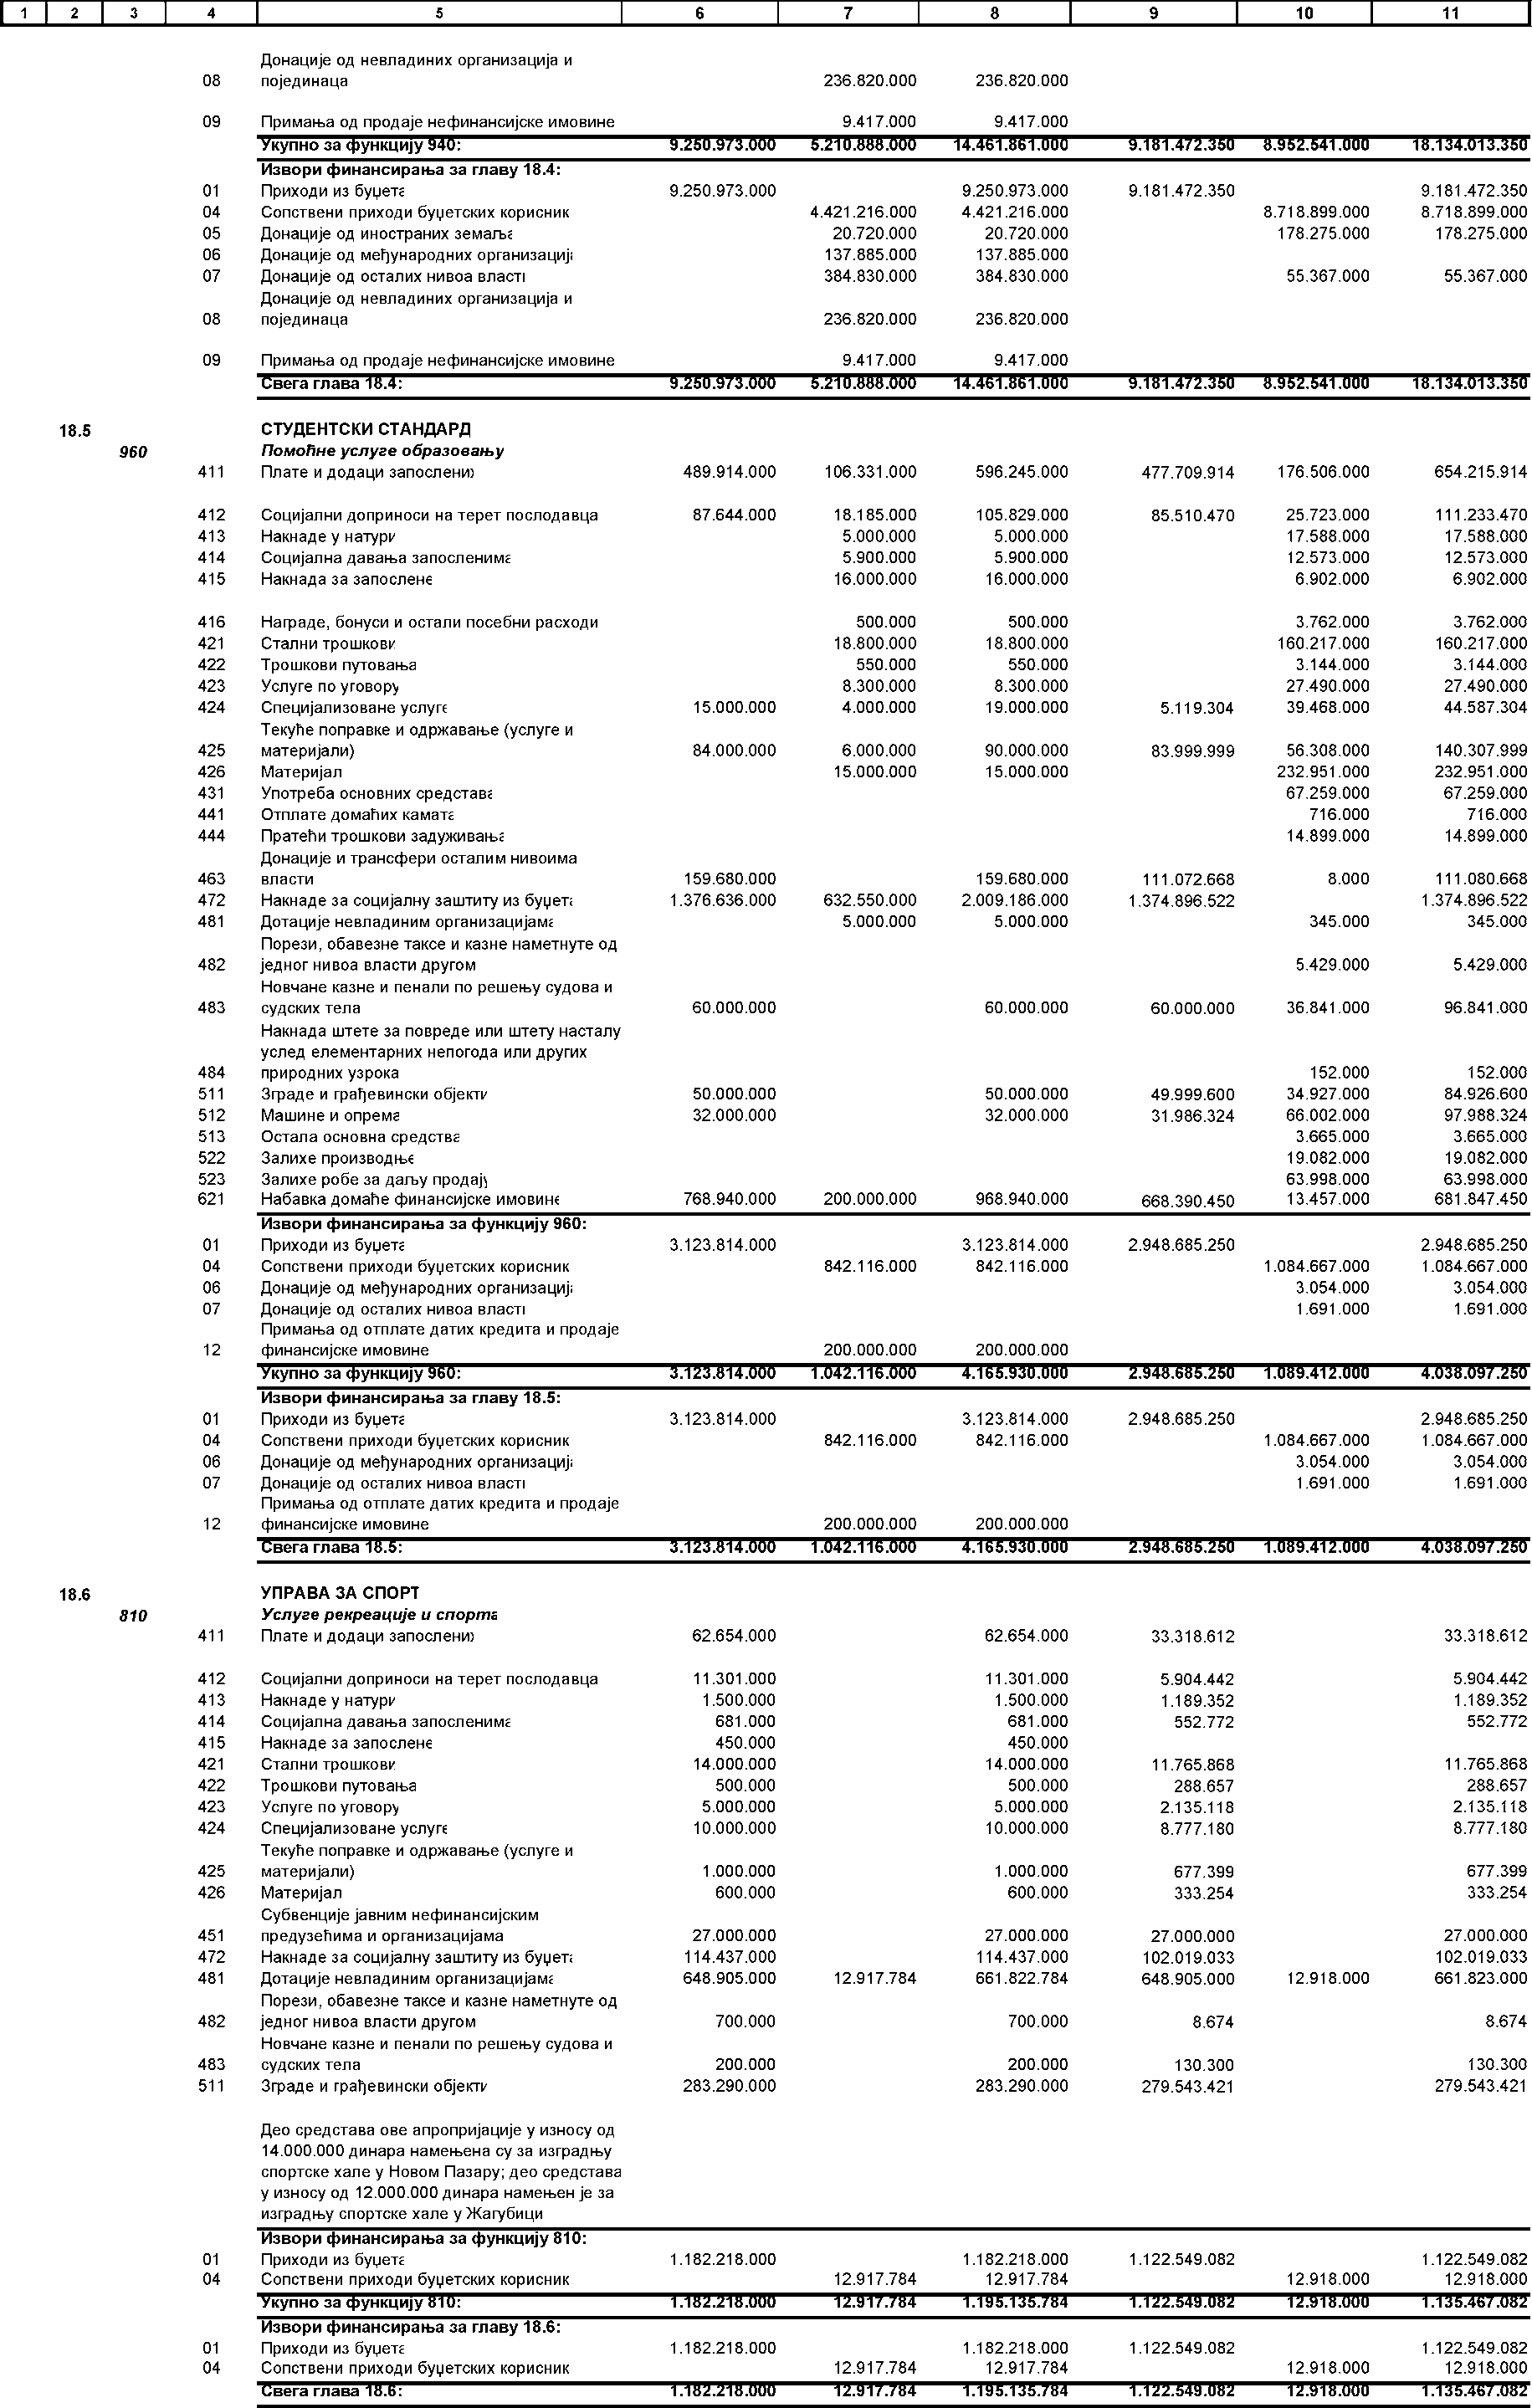 1 2 3 4 5 6 7 8 9 10 11
Донације од невладиних организација и
08 појединаца 236.820.000 236.820.000
09 Примања од продаје нефинансијске имовине 9.417.000 9.417.000
Укупно за функцију 940: 9.250.973.000 5.210.888.000 14.461.861.000 9.181.472.350 8.952.541.000 18.134.013.350
Извори финансирања за главу 18.4:
01 Приходи из буџета 9.250.973.000 9.250.973.000 9.181.472.350 9.181.472.350
04 Сопствени приходи буџетских корисник 4.421.216.000 4.421.216.000 8.718.899.000 8.718.899.000
05 Донације од иностраних земаља 20.720.000 20.720.000 178.275.000 178.275.000
06 Донације од међународних организациј 137.885.000 137.885.000
07 Донације од осталих нивоа власти 384.830.000 384.830.000 55.367.000 55.367.000
Донације од невладиних организација и
08 појединаца 236.820.000 236.820.000
09 Примања од продаје нефинансијске имовине 9.417.000 9.417.000
Свега глава 18.4: 9.250.973.000 5.210.888.000 14.461.861.000 9.181.472.350 8.952.541.000 18.134.013.350
18.5 СТУДЕНТСКИ СТАНДАРД
960 Помоћне услуге образовању
411 Плате и додаци запослених 489.914.000 106.331.000 596.245.000 477.709.914 176.506.000 654.215.914
412 Социјални доприноси на терет послодавца 87.644.000 18.185.000 105.829.000 85.510.470 25.723.000 111.233.470
413 Накнаде у натури 5.000.000 5.000.000 17.588.000 17.588.000
414 Социјална давања запосленима 5.900.000 5.900.000 12.573.000 12.573.000
415 Накнада за запослене 16.000.000 16.000.000 6.902.000 6.902.000
416 Награде, бонуси и остали посебни расходи 500.000 500.000 3.762.000 3.762.000
421 Стални трошкови 18.800.000 18.800.000 160.217.000 160.217.000
422 Трошкови путовања 550.000 550.000 3.144.000 3.144.000
423 Услуге по уговору 8.300.000 8.300.000 27.490.000 27.490.000
424 Специјализоване услуге 15.000.000 4.000.000 19.000.000 5.119.304 39.468.000 44.587.304
Текуће поправке и одржавање (услуге и
425 материјали) 84.000.000 6.000.000 90.000.000 83.999.999 56.308.000 140.307.999
426 Материјал 15.000.000 15.000.000 232.951.000 232.951.000
431 Употреба основних средстава 67.259.000 67.259.000
441 Отплате домаћих камата 716.000 716.000
444 Пратећи трошкови задуживања 14.899.000 14.899.000
Донације и трансфери осталим нивоима
463 власти 159.680.000 159.680.000 111.072.668 8.000 111.080.668
472 Накнаде за социјалну заштиту из буџета 1.376.636.000 632.550.000 2.009.186.000 1.374.896.522 1.374.896.522
481 Дотације невладиним организацијама 5.000.000 5.000.000 345.000 345.000
Порези, обавезне таксе и казне наметнуте од
482 једног нивоа власти другом 5.429.000 5.429.000
Новчане казне и пенали по решењу судова и
483 судских тела 60.000.000 60.000.000 60.000.000 36.841.000 96.841.000
Накнада штете за повреде или штету насталу
услед елементарних непогода или других
484 природних узрока 152.000 152.000
511 Зграде и грађевински објекти 50.000.000 50.000.000 49.999.600 34.927.000 84.926.600
512 Машине и опрема 32.000.000 32.000.000 31.986.324 66.002.000 97.988.324
513 Остала основна средства 3.665.000 3.665.000
522 Залихе производње 19.082.000 19.082.000
523 Залихе робе за даљу продају 63.998.000 63.998.000
621 Набавка домаће финансијске имовине 768.940.000 200.000.000 968.940.000 668.390.450 13.457.000 681.847.450
Извори финансирања за функцију 960:
01 Приходи из буџета 3.123.814.000 3.123.814.000 2.948.685.250 2.948.685.250
04 Сопствени приходи буџетских корисник 842.116.000 842.116.000 1.084.667.000 1.084.667.000
06 Донације од међународних организациј 3.054.000 3.054.000
07 Донације од осталих нивоа власти 1.691.000 1.691.000
Примања од отплате датих кредита и продаје
12 финансијске имовине 200.000.000 200.000.000
Укупно за функцију 960: 3.123.814.000 1.042.116.000 4.165.930.000 2.948.685.250 1.089.412.000 4.038.097.250
Извори финансирања за главу 18.5:
01 Приходи из буџета 3.123.814.000 3.123.814.000 2.948.685.250 2.948.685.250
04 Сопствени приходи буџетских корисник 842.116.000 842.116.000 1.084.667.000 1.084.667.000
06 Донације од међународних организациј 3.054.000 3.054.000
07 Донације од осталих нивоа власти 1.691.000 1.691.000
Примања од отплате датих кредита и продаје
12 финансијске имовине 200.000.000 200.000.000
Свега глава 18.5: 3.123.814.000 1.042.116.000 4.165.930.000 2.948.685.250 1.089.412.000 4.038.097.250
18.6 УПРАВА ЗА СПОРТ
810 Услуге рекреације и спорта
411 Плате и додаци запослених 62.654.000 62.654.000 33.318.612 33.318.612
412 Социјални доприноси на терет послодавца 11.301.000 11.301.000 5.904.442 5.904.442
413 Накнаде у натури 1.500.000 1.500.000 1.189.352 1.189.352
414 Социјална давања запосленима 681.000 681.000 552.772 552.772
415 Накнаде за запослене 450.000 450.000
421 Стални трошкови 14.000.000 14.000.000 11.765.868 11.765.868
422 Трошкови путовања 500.000 500.000 288.657 288.657
423 Услуге по уговору 5.000.000 5.000.000 2.135.118 2.135.118
424 Специјализоване услуге 10.000.000 10.000.000 8.777.180 8.777.180
Текуће поправке и одржавање (услуге и
425 материјали) 1.000.000 1.000.000 677.399 677.399
426 Материјал 600.000 600.000 333.254 333.254
Субвенције јавним нефинансијским
451 предузећима и организацијама 27.000.000 27.000.000 27.000.000 27.000.000
472 Накнаде за социјалну заштиту из буџета 114.437.000 114.437.000 102.019.033 102.019.033
481 Дотације невладиним организацијама 648.905.000 12.917.784 661.822.784 648.905.000 12.918.000 661.823.000
Порези, обавезне таксе и казне наметнуте од
482 једног нивоа власти другом 700.000 700.000 8.674 8.674
Новчане казне и пенали по решењу судова и
483 судских тела 200.000 200.000 130.300 130.300
511 Зграде и грађевински објекти 283.290.000 283.290.000 279.543.421 279.543.421
Део средстава ове апропријације у износу од
14.000.000 динара намењена су за изградњу
спортске хале у Новом Пазару; део средстава
у износу од 12.000.000 динара намењен је за
изградњу спортске хале у Жагубици
Извори финансирања за функцију 810:
01 Приходи из буџета 1.182.218.000 1.182.218.000 1.122.549.082 1.122.549.082
04 Сопствени приходи буџетских корисник 12.917.784 12.917.784 12.918.000 12.918.000
Укупно за функцију 810: 1.182.218.000 12.917.784 1.195.135.784 1.122.549.082 12.918.000 1.135.467.082
Извори финансирања за главу 18.6:
01 Приходи из буџета 1.182.218.000 1.182.218.000 1.122.549.082 1.122.549.082
04 Сопствени приходи буџетских корисник 12.917.784 12.917.784 12.918.000 12.918.000
Свега глава 18.6: 1.182.218.000 12.917.784 1.195.135.784 1.122.549.082 12.918.000 1.135.467.082